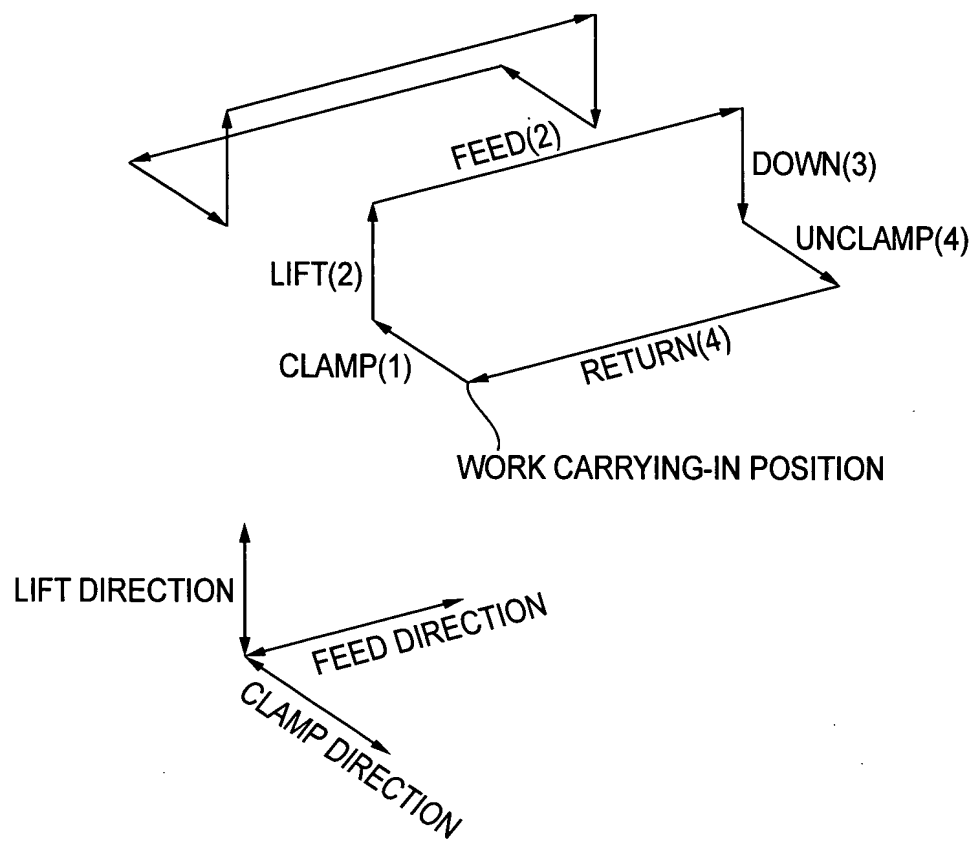 FEED(2)
DOWN(3)
UNCLAMP(4)
LIFT(2)
CLAMP(1)
RETURN(4)
WORK CARRYING-IN POSITION
LIFT DIRECTION
FEED DIRECTION
CLAMP DIRECTION